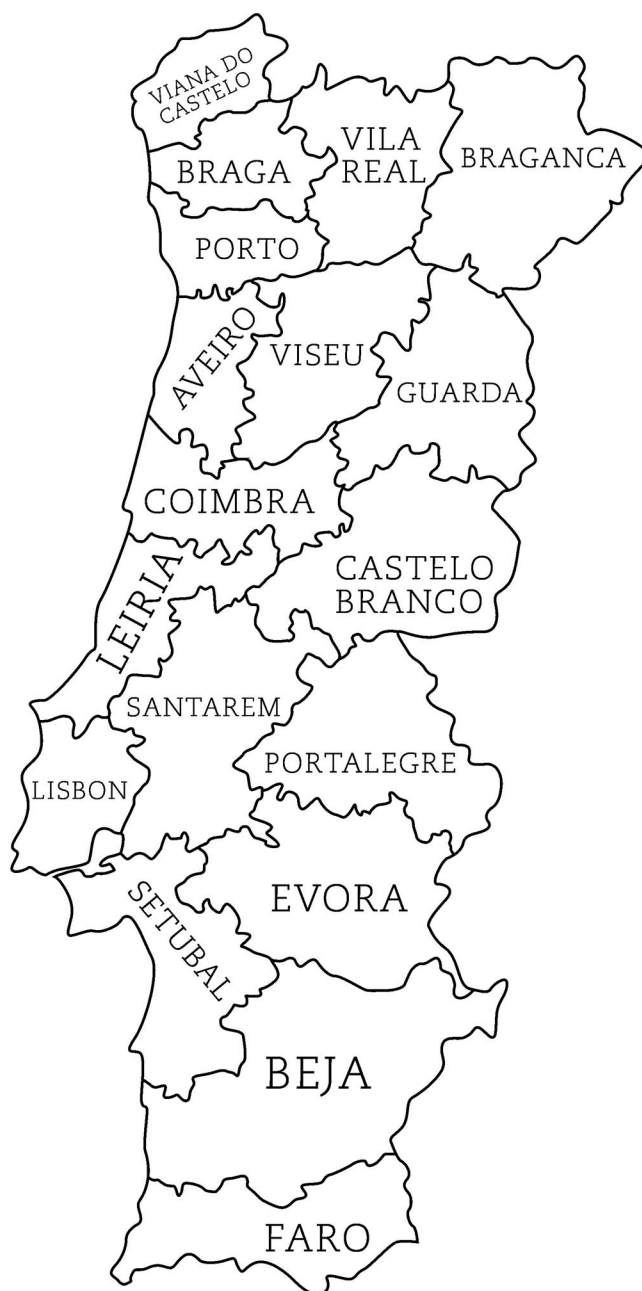 VIANA DO
CASTELO
BRAGA
VILA
REAL
BRAGANCA
PORTO
AVEIRO
VISEU
GUARDA
COIMBRA
LEIRIA
CASTELO
BRANCO
SANTAREM
LISBON
PORTALEGRE
SETUBAL
EVORA
BEJA
FARO